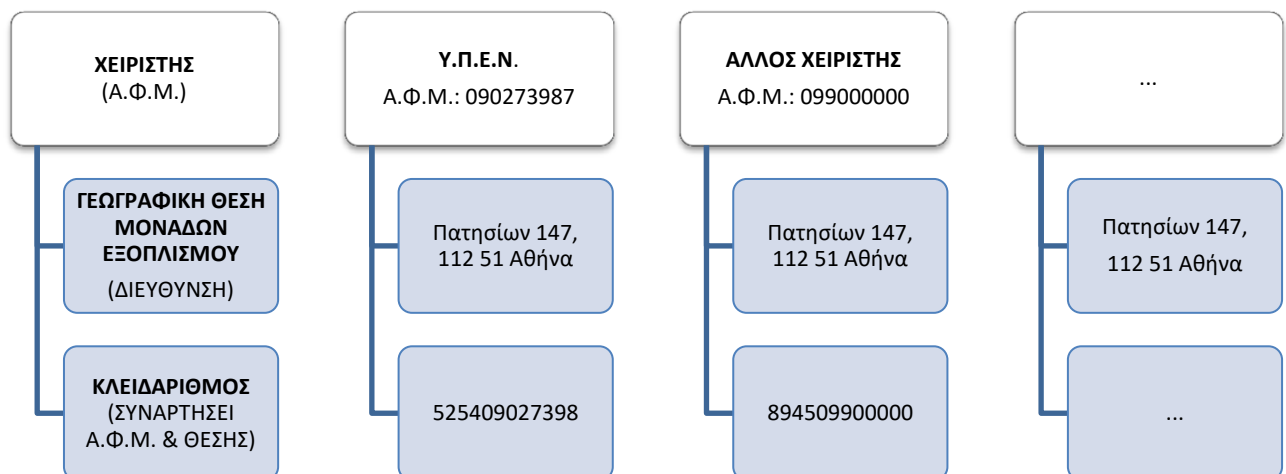 ΧΕΙΡΙΣΤΗΣ
(Α.Φ.Μ.)
ΓΕΩΓΡΑΦΙΚΗ ΘΕΣΗ
ΜΟΝΑΔΩΝ
ΕΞΟΠΛΙΣΜΟΥ
(ΔΙΕΥΘΥΝΣΗ)
ΚΛΕΙΔΑΡΙΘΜΟΣ
(ΣΥΝΑΡΤΗΣΕΙ
Α.Φ.Μ. & ΘΕΣΗΣ)
Υ.Π.Ε.Ν.
Α.Φ.Μ.: 090273987
Πατησίων 147,
112 51 Αθήνα
525409027398
ΑΛΛΟΣ ΧΕΙΡΙΣΤΗΣ
Α.Φ.Μ.: 099000000
Πατησίων 147,
112 51 Αθήνα
894509900000
...
Πατησίων 147,
112 51 Αθήνα
...